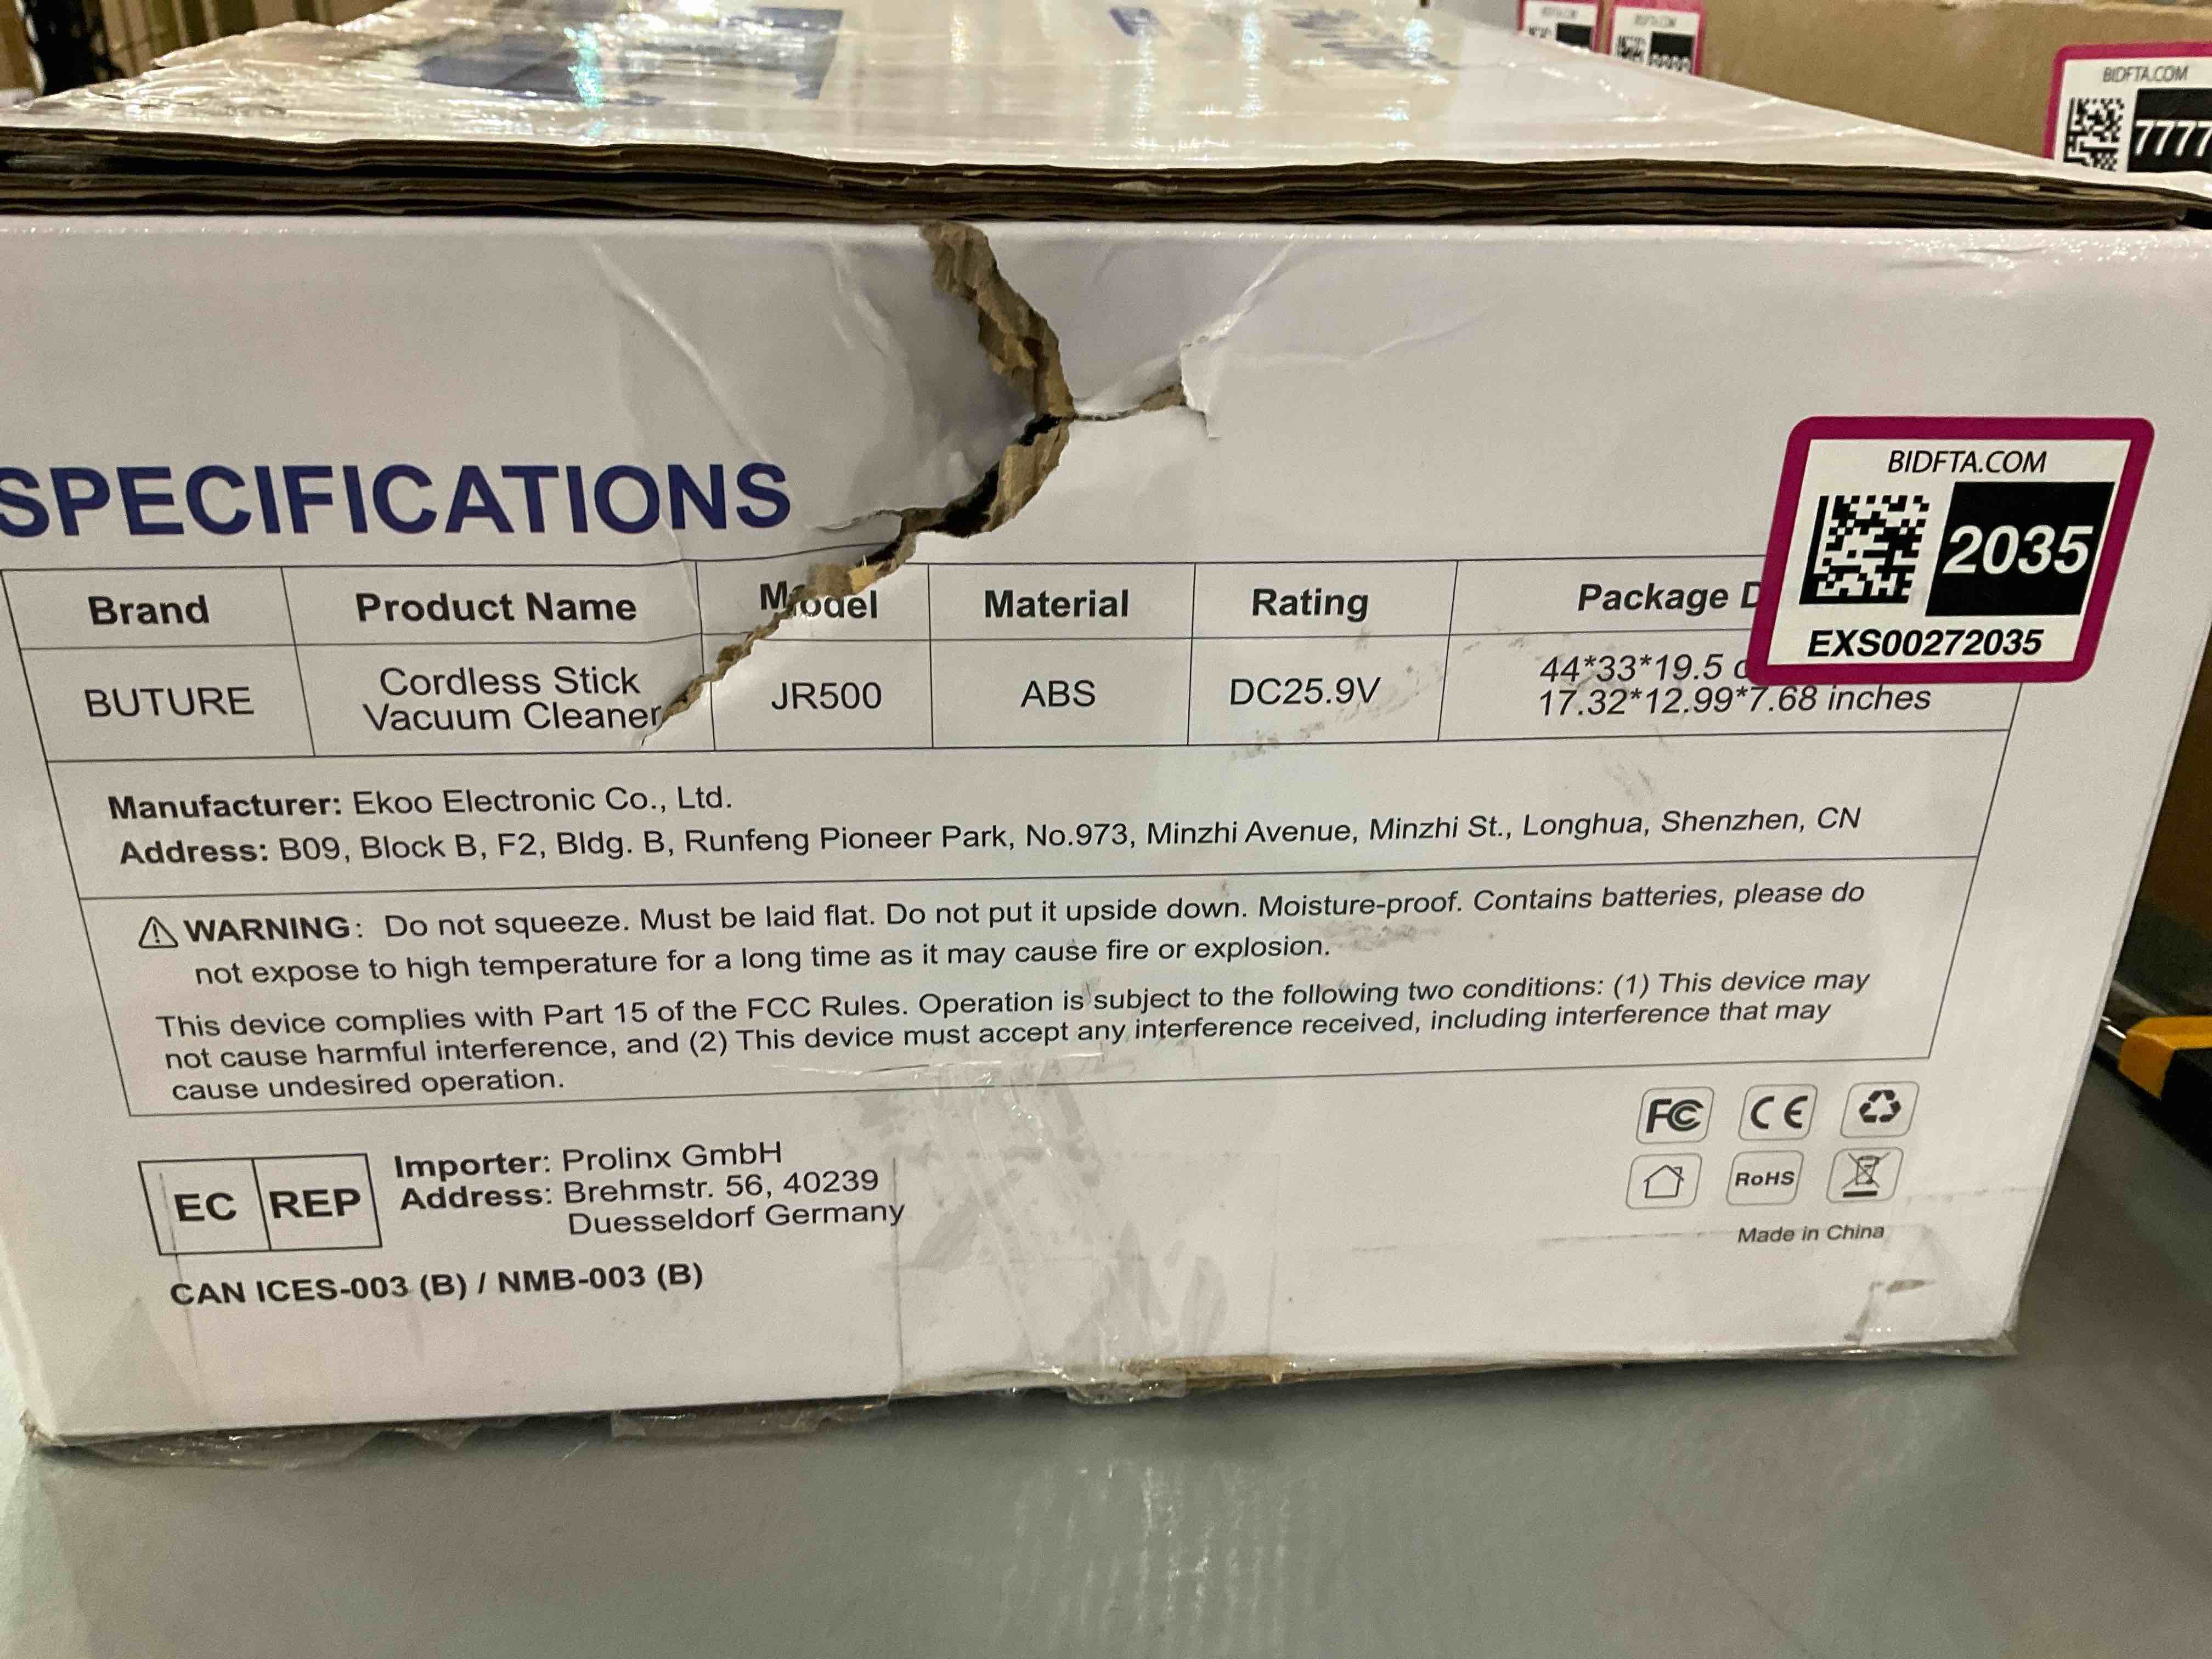 BIDFTA.COM
7777
SPECIFICATIONS
BIDFTA.COM
2035
EXS00272035
Brand Product Name Model Material Rating Package
BUTURE Cordless Stick Vacuum Cleaner JR500 ABS DC25.9V 44*33*19.5
17.32*12.99*7.68 inches
Manufacturer: Ekoo Electronic Co., Ltd.
Address: B09, Block B, F2, Bldg. B, Runfeng Pioneer Park, No.973, Minzhi Avenue, Minzhi St., Longhua, Shenzhen, CN
WARNING: Do not squeeze. Must be laid flat. Do not put it upside down. Moisture-proof. Contains batteries, please do
not expose to high temperature for a long time as it may cause fire or explosion.
This device complies with Part 15 of the FCC Rules. Operation is subject to the following two conditions: (1) This device may
not cause harmful interference, and (2) This device must accept any interference received, including interference that may
cause undesired operation.
FC CE
RoHS
Made in China
EC REP
Importer: Prolinx GmbH
Address: Brehmstr. 56, 40239
Duesseldorf Germany
CAN ICES-003 (B) / NMB-003 (B)